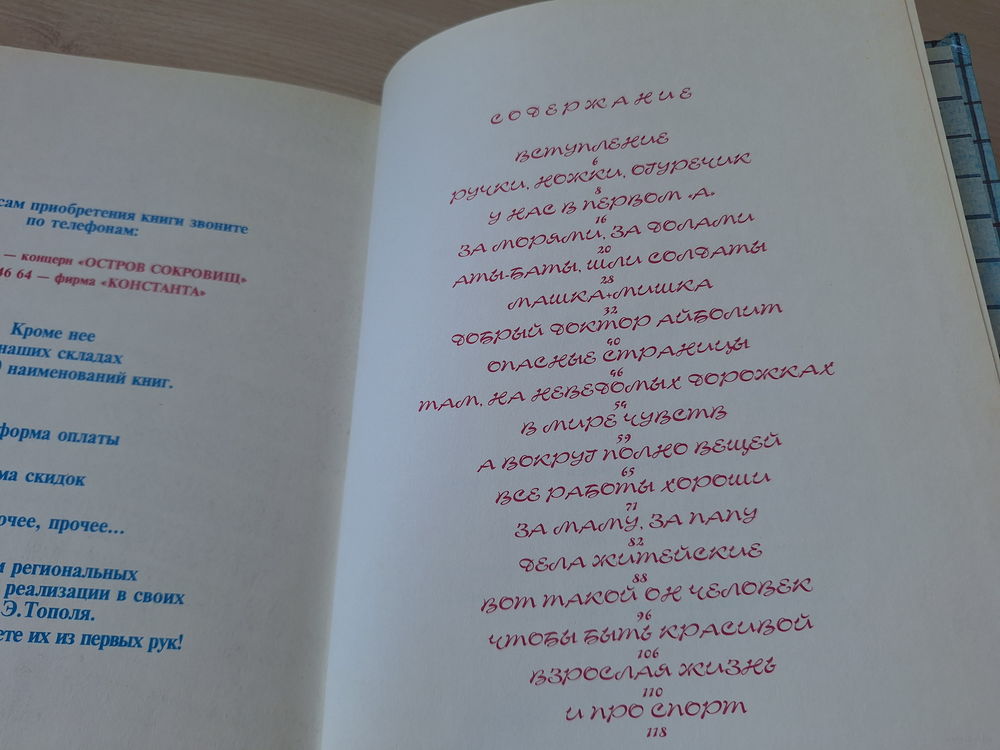 сам приобретения книги звоните
по телефонам:
— концерн «ОСТРОВ СОКРОВИЩ»
46 64 — фирма «КОНСТАНТА»
Кроме нее
наших складах
наименований книг.
форма оплаты
ма скидок
очее, прочее...
и региональных
реализации в своих
Э.Тополя.
ете их из первых рук!
СОДЕРЖАНИЕ
ВСТУПЛЕНИЕ
6
РУЧКИ, НОЖКИ, ОГУРЕЧИК
8
У НАС В ПЕРВОМ «А»
16
ЗА МОРЯМИ, ЗА ДОЛАМИ
20
АТЫ-БАТЫ, ШЛИ СОЛДАТЫ
28
МАШКА+МИШКА
32
ДОБРЫЙ ДОКТОР АЙБОЛИТ
40
ОПАСНЫЕ СТРАНИЦЫ
46
ТАМ, НА НЕВЕДОМЫХ ДОРОЖКАХ
54
В МИРЕ ЧУВСТВ
59
А ВОКРУГ ПОЛНО ВЕЩЕЙ
65
ВСЕ РАБОТЫ ХОРОШИ
71
ЗА МАМУ, ЗА ПАПУ
82
ДЕЛА ЖИТЕЙСКИЕ
88
ВОТ ТАКОЙ ОН ЧЕЛОВЕК
96
ЧТОБЫ БЫТЬ КРАСИВОЙ
106
ВЗРОСЛАЯ ЖИЗНЬ
110
И ПРО СПОРТ
118